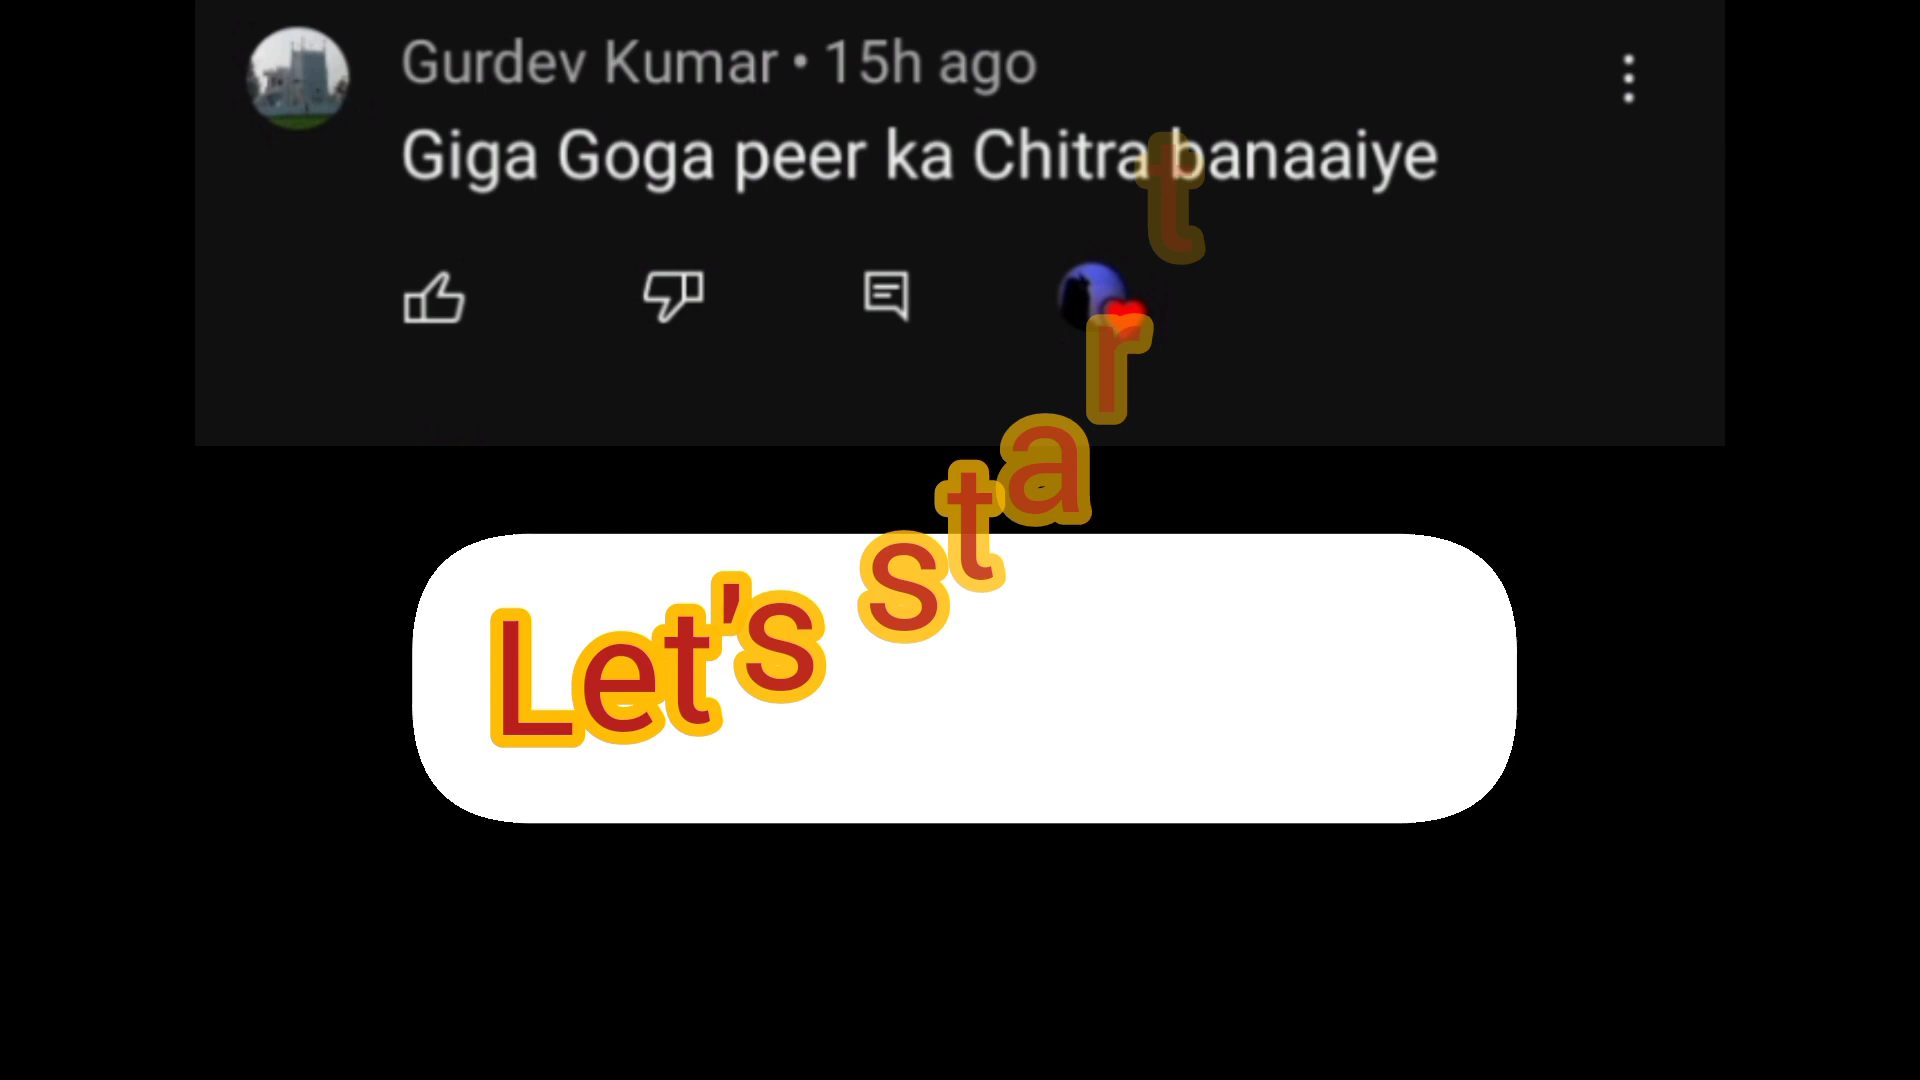 Gurdev Kumar • 15h ago
Giga Goga peer ka Chitra banaaiye
Let's start